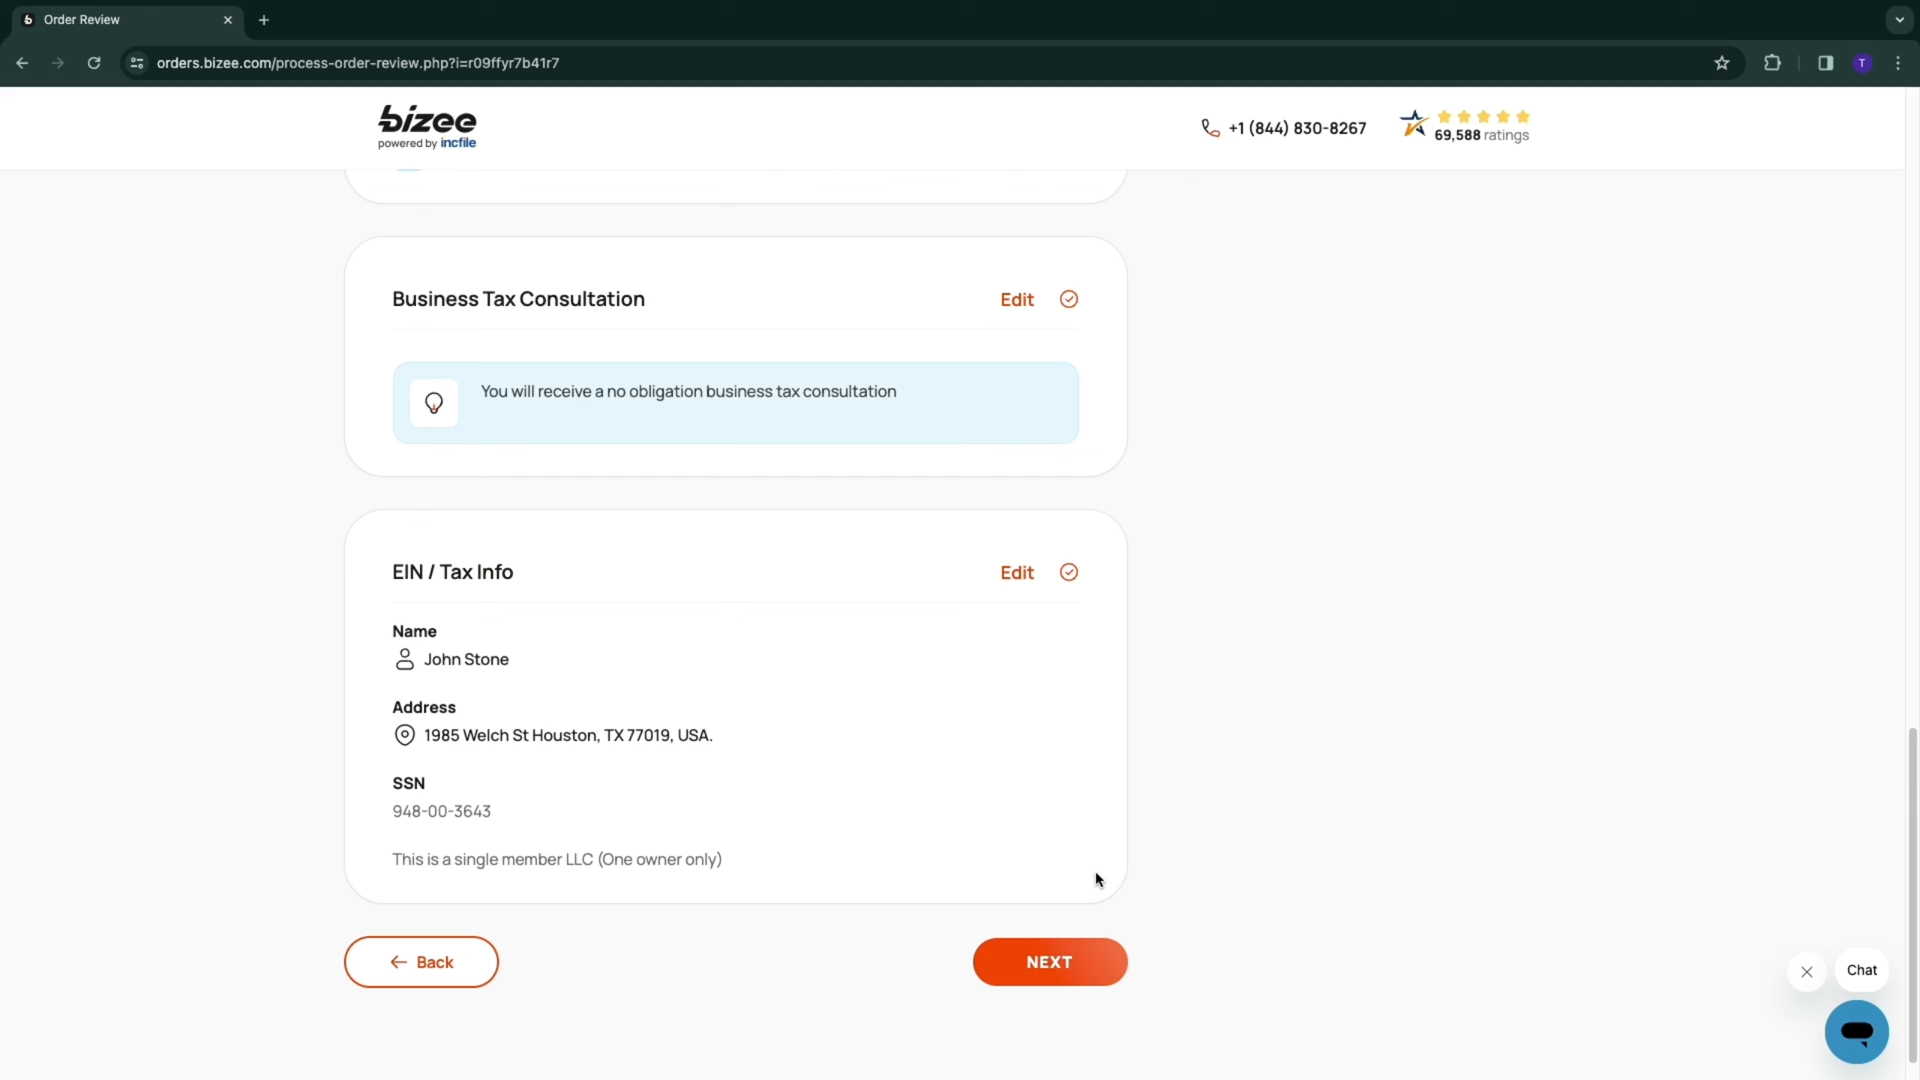 Order Review
orders.bizee.com/process-order-review.php?i=r09ffyr7b41r7
T
bizee
powered by incfile
+1 (844) 830-8267
69,588 ratings
Business Tax Consultation
Edit
You will receive a no obligation business tax consultation
EIN / Tax Info
Edit
Name
John Stone
Address
1985 Welch St Houston, TX 77019, USA.
SSN
948-00-3643
This is a single member LLC (One owner only)
Back
NEXT
Chat